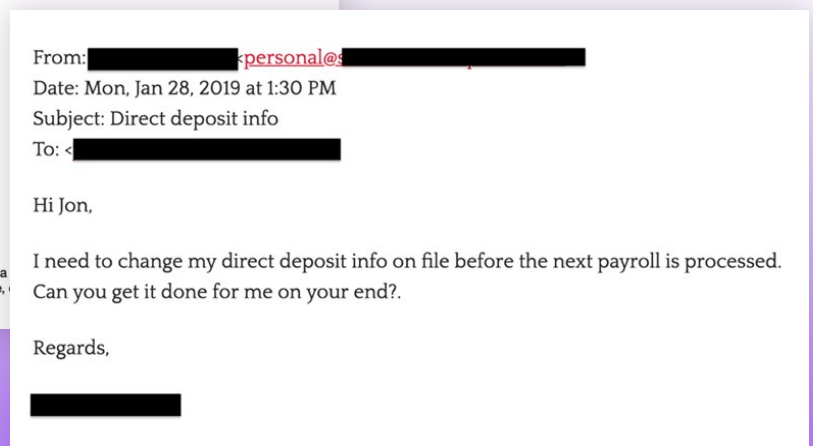 From: <personal@s
Date: Mon, Jan 28, 2019 at 1:30 PM
Subject: Direct deposit info
To: <
Hi Jon,
I need to change my direct deposit info on file before the next payroll is processed.
Can you get it done for me on your end?.
Regards,
a